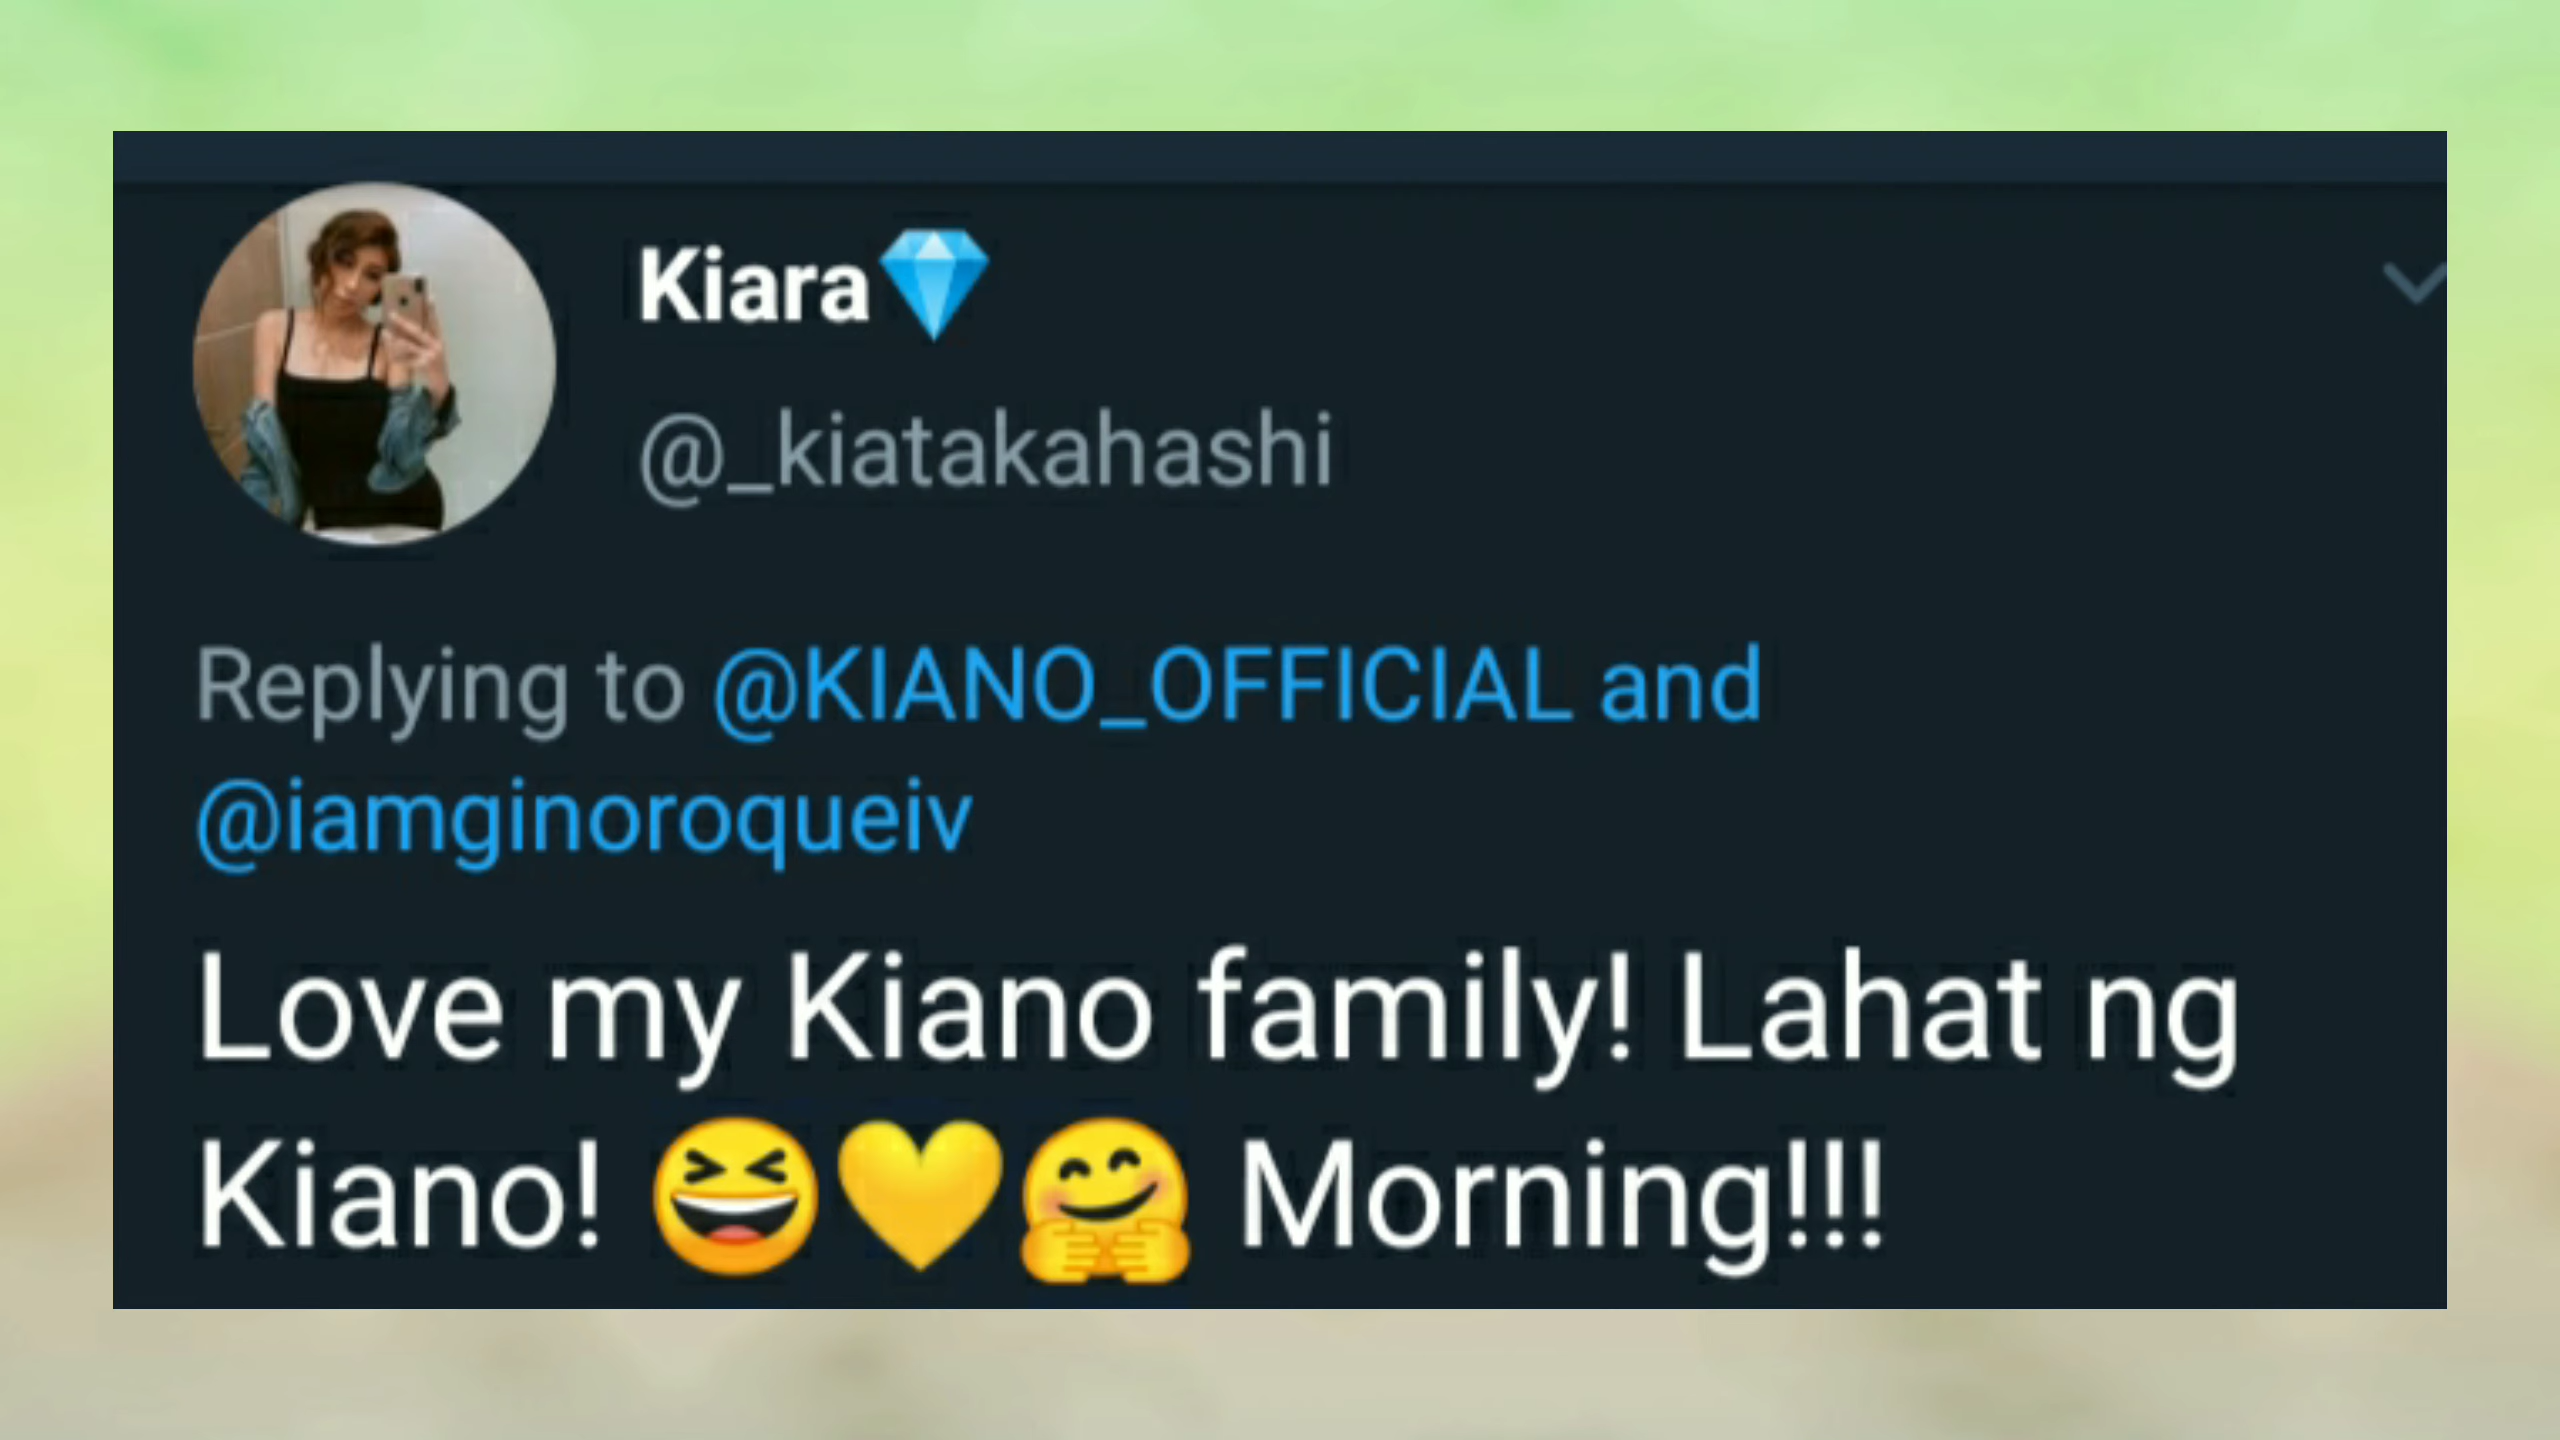 Kiara💎
@_kiatakahashi
Replying to @KIANO_OFFICIAL and
@iamginoroqueiv
Love my Kiano family! Lahat ng
Kiano! 😆💛🤗 Morning!!!